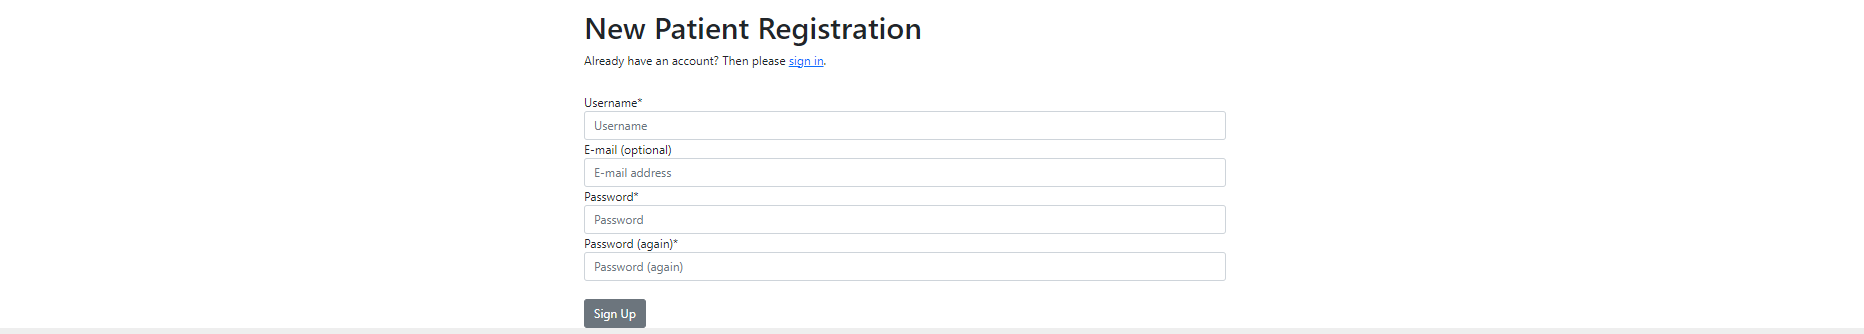 New Patient Registration
Already have an account? Then please sign in.
Username*
Username
E-mail (optional)
E-mail address
Password*
Password
Password (again)*
Password (again)
Sign Up